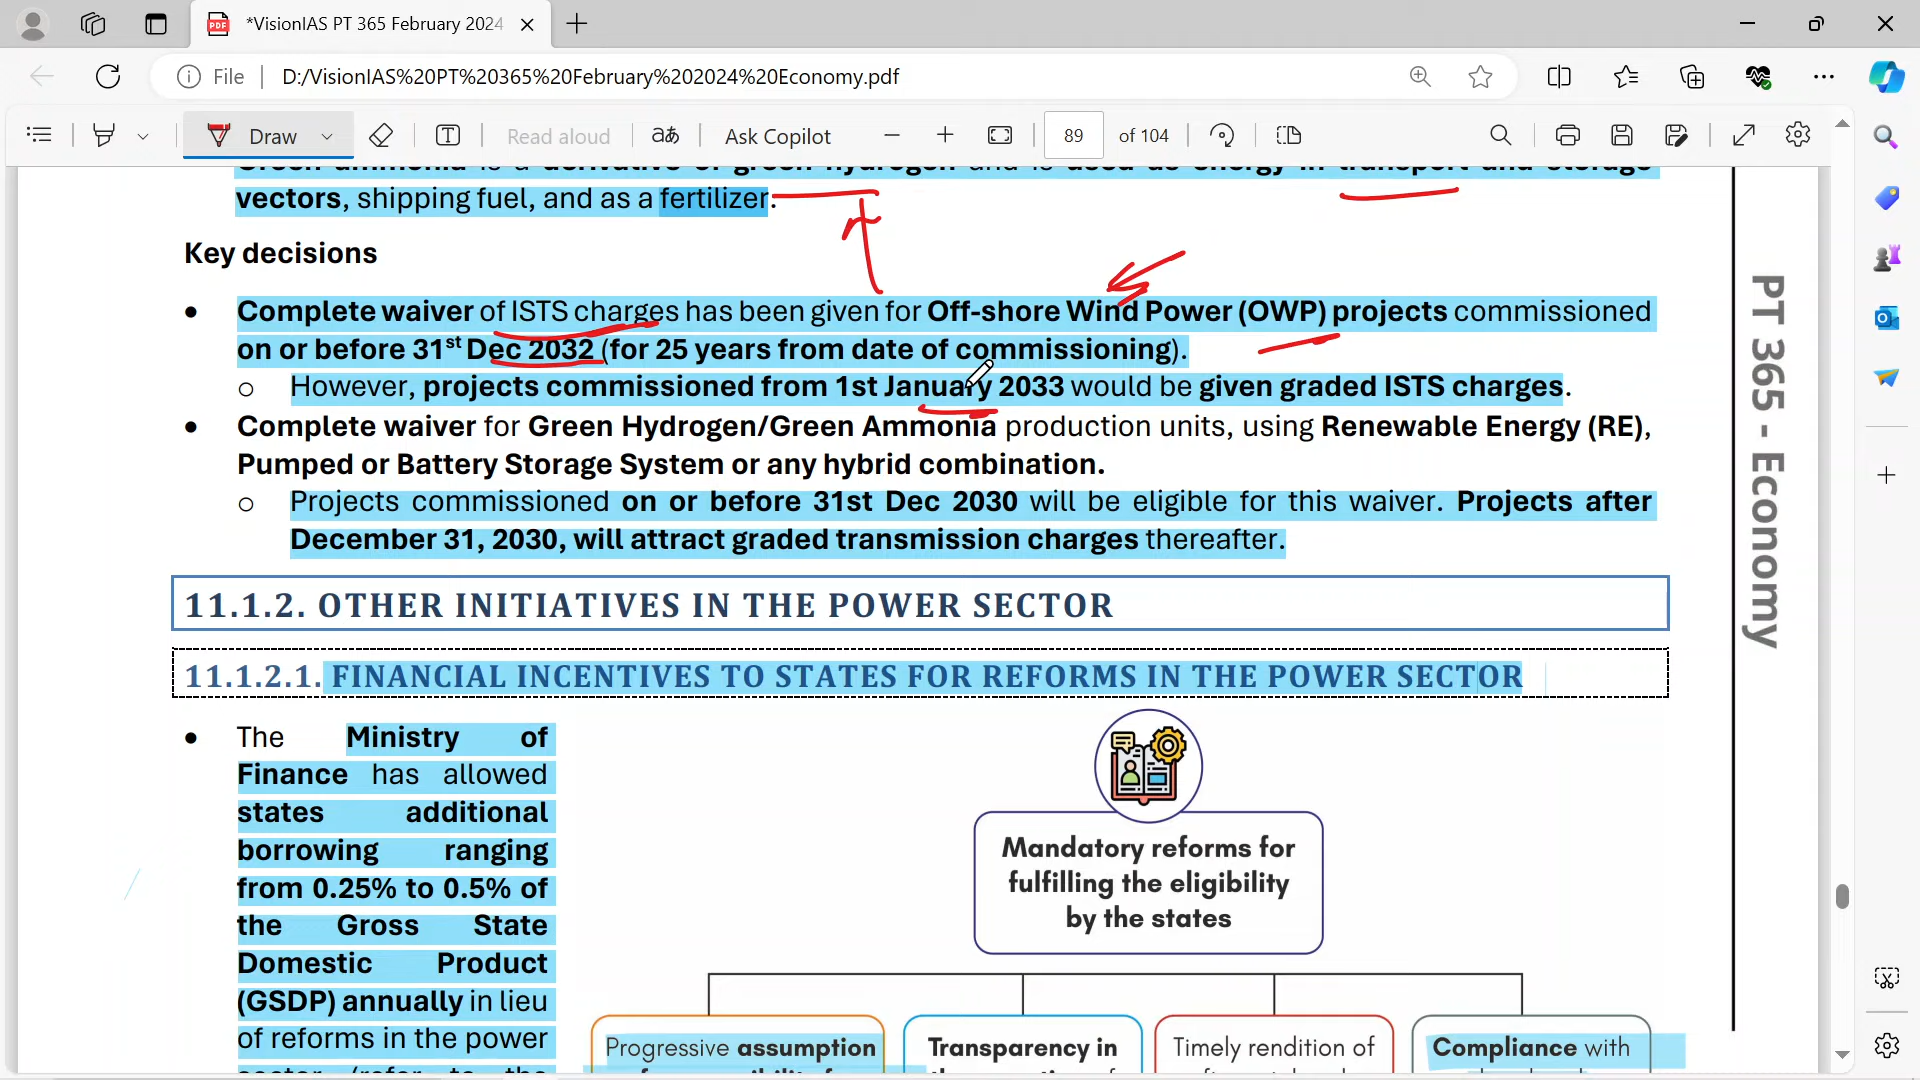 *VisionIAS PT 365 February 2024
File
D:/VisionIAS%20PT%20365%20February%202024%20Economy.pdf
Draw
Read aloud
aあ
Ask Copilot
89 of 104
vectors, shipping fuel, and as a fertilizer.
Key decisions
• Complete waiver of ISTS charges has been given for Off-shore Wind Power (OWP) projects commissioned
on or before 31st Dec 2032 (for 25 years from date of commissioning).
o However, projects commissioned from 1st January 2033 would be given graded ISTS charges.
• Complete waiver for Green Hydrogen/Green Ammonia production units, using Renewable Energy (RE),
Pumped or Battery Storage System or any hybrid combination.
o Projects commissioned on or before 31st Dec 2030 will be eligible for this waiver. Projects after
December 31, 2030, will attract graded transmission charges thereafter.
11.1.2. OTHER INITIATIVES IN THE POWER SECTOR
11.1.2.1. FINANCIAL INCENTIVES TO STATES FOR REFORMS IN THE POWER SECTOR
• The Ministry of
Finance has allowed
states additional
borrowing ranging
from 0.25% to 0.5% of
the Gross State
Domestic Product
(GSDP) annually in lieu
of reforms in the power
Mandatory reforms for
fulfilling the eligibility
by the states
Progressive assumption
Transparency in
Timely rendition of
Compliance with
PT 365 - Economy